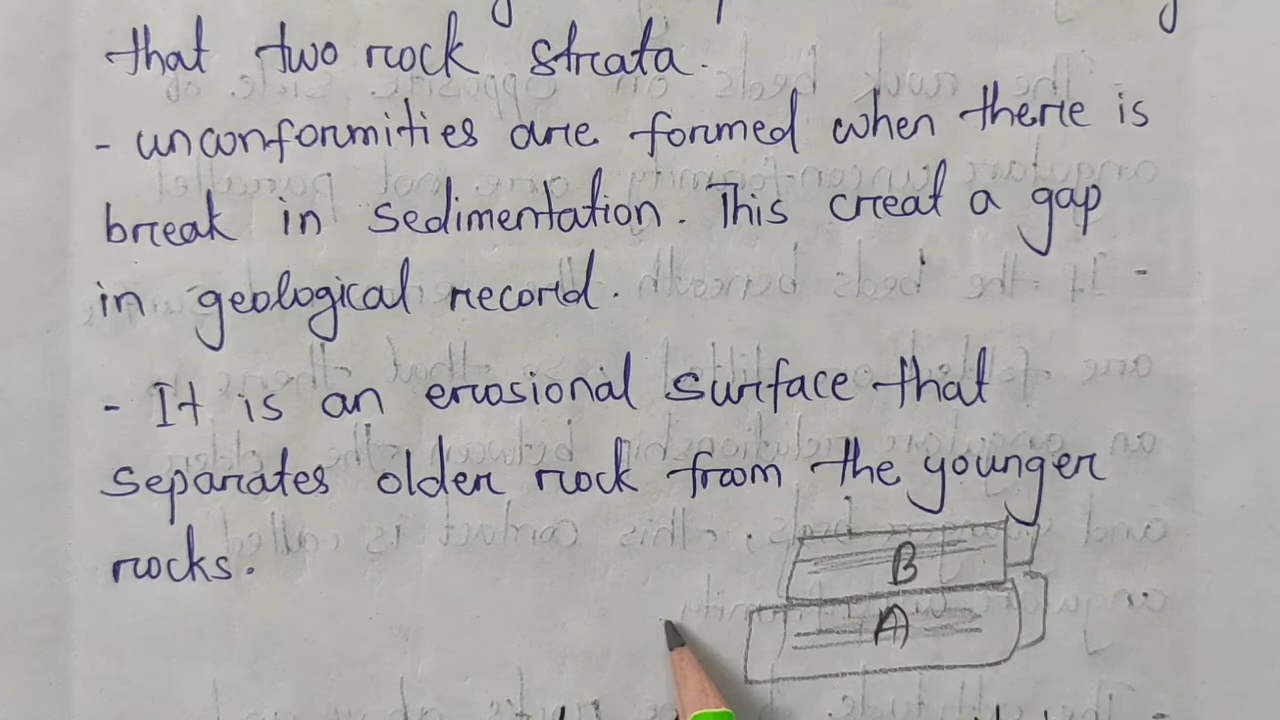 that two rock strata.
- unconformities are formed when there is
break in sedimentation. This creat a gap
in geological record.
- It is an erosional surface that
separates older rock from the younger
rocks.
B
A